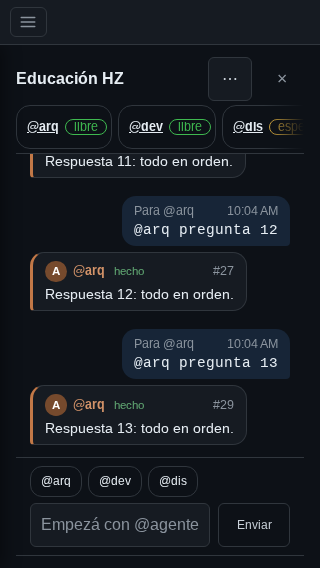 Educación HZ
@arq libre @dev libre @dis
Respuesta 11: todo en orden.
Para @arq 10:04 AM
@arq pregunta 12
A @arq hecho #27
Respuesta 12: todo en orden.
Para @arq 10:04 AM
@arq pregunta 13
A @arq hecho #29
Respuesta 13: todo en orden.
@arq @dev @dis
Empezá con @agente Enviar